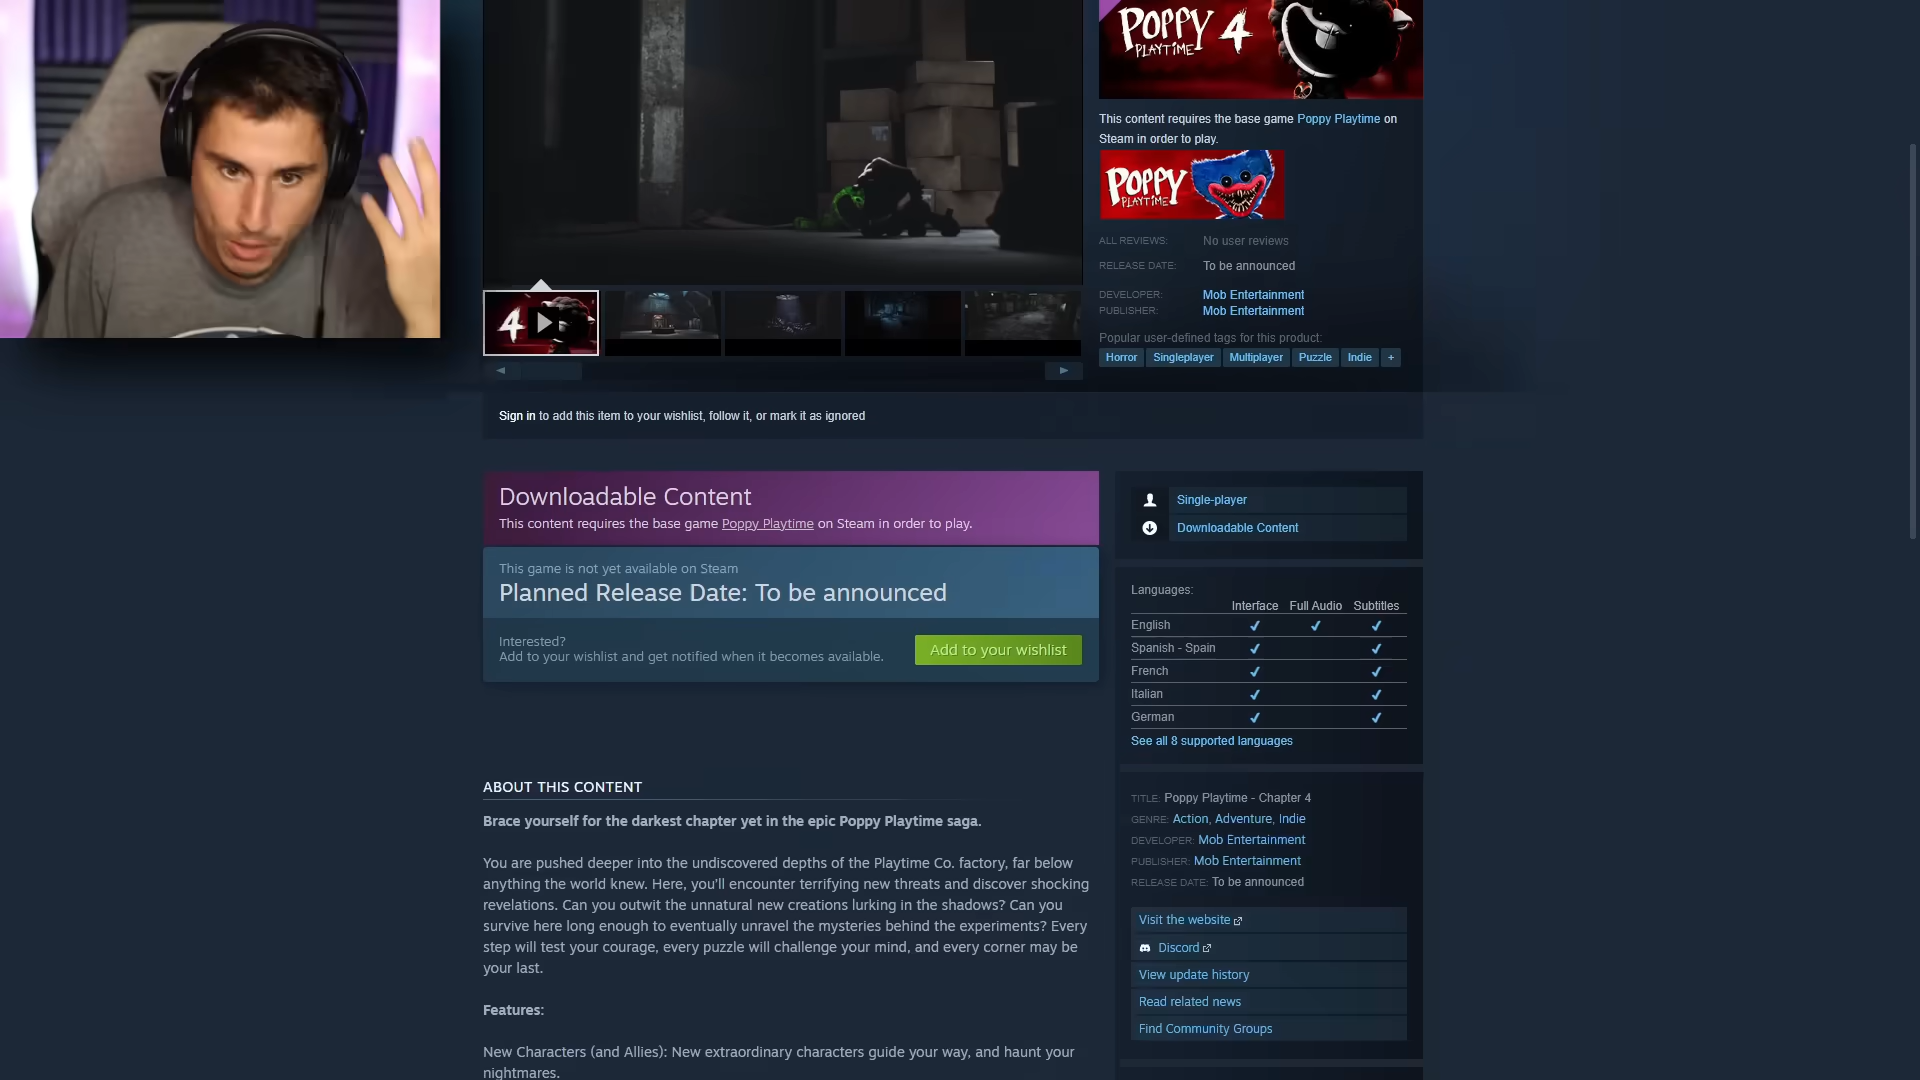 POPPY 4
PLAYTIME
This content requires the base game Poppy Playtime on
Steam in order to play.
POPPY
PLAYTIME
ALL REVIEWS: No user reviews
RELEASE DATE: To be announced
DEVELOPER: Mob Entertainment
PUBLISHER: Mob Entertainment
Popular user-defined tags for this product:
Horror Singleplayer Multiplayer Puzzle Indie +
4
Sign in to add this item to your wishlist, follow it, or mark it as ignored
Downloadable Content
This content requires the base game Poppy Playtime on Steam in order to play.
This game is not yet available on Steam
Planned Release Date: To be announced
Interested?
Add to your wishlist and get notified when it becomes available.
Add to your wishlist
Single-player
Downloadable Content
Languages:
Interface Full Audio Subtitles
English ✔ ✔ ✔
Spanish - Spain ✔ ✔
French ✔ ✔
Italian ✔ ✔
German ✔ ✔
See all 8 supported languages
ABOUT THIS CONTENT
Brace yourself for the darkest chapter yet in the epic Poppy Playtime saga.
You are pushed deeper into the undiscovered depths of the Playtime Co. factory, far below
anything the world knew. Here, you'll encounter terrifying new threats and discover shocking
revelations. Can you outwit the unnatural new creations lurking in the shadows? Can you
survive here long enough to eventually unravel the mysteries behind the experiments? Every
step will test your courage, every puzzle will challenge your mind, and every corner may be
your last.
Features:
New Characters (and Allies): New extraordinary characters guide your way, and haunt your
nightmares.
TITLE: Poppy Playtime - Chapter 4
GENRE: Action, Adventure, Indie
DEVELOPER: Mob Entertainment
PUBLISHER: Mob Entertainment
RELEASE DATE: To be announced
Visit the website
Discord
View update history
Read related news
Find Community Groups